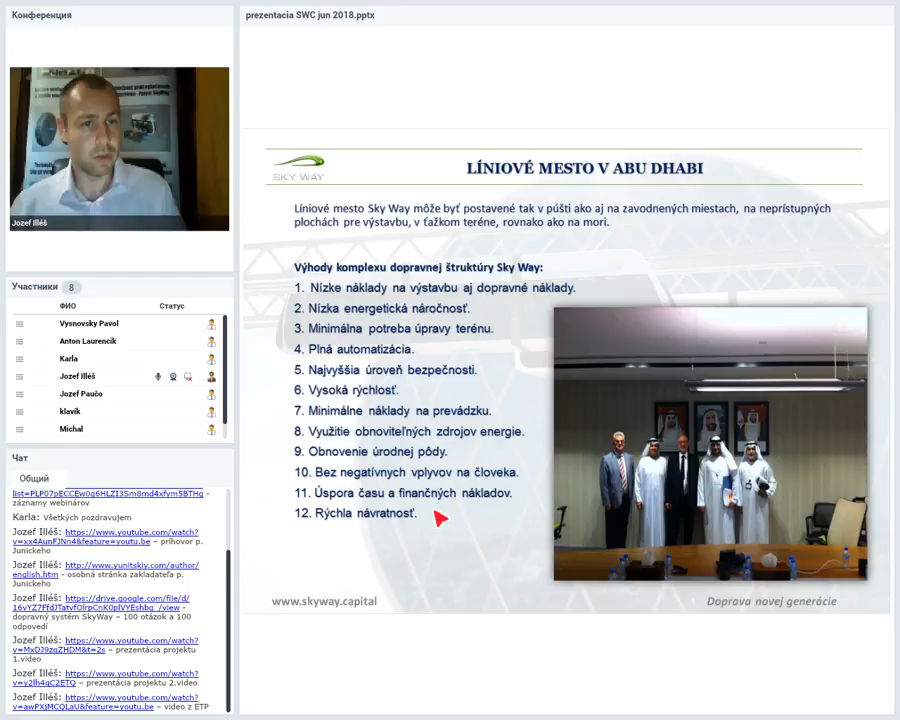 Конференция
Jozef Illéš
Участники 8
ФИО Статус
Vysnovsky Pavol
Anton Laurencik
Karla
Jozef Illéš
Jozef Paučo
klavík
Michal
Чат
Общий
list=PLP07pECCEw0g6HLZI3Sm8md4xfym5BTHg -
záznamy webinárov
Karla: Všetkých pozdravujem
Jozef Illéš: https://www.youtube.com/watch?
v=xx4AunFJNn4&feature=youtu.be – príhovor p.
Junickeho
Jozef Illéš: http://www.yunitskiy.com/author/
english.htm - osobná stránka zakladateľa p.
Junickeho
Jozef Illéš: https://drive.google.com/file/d/
16vYZ7FfdJTatvfOlrpCnK0plVYEshbg_/view -
dopravný systém SkyWay – 100 otázok a 100
odpovedí
Jozef Illéš: https://www.youtube.com/watch?
v=MxDJ9zqZHDM&t=2s – prezentácia projektu
1.video
Jozef Illéš: https://www.youtube.com/watch?
v=y2lh4qC2ETQ – prezentácia projektu 2.video
Jozef Illéš: https://www.youtube.com/watch?
v=awPXjMCQLaU&feature=youtu.be – video z ETP
prezentacia SWC jun 2018.pptx
SKY WAY
LÍNIOVÉ MESTO V ABU DHABI
Líniové mesto Sky Way môže byť postavené tak v púšti ako aj na zavodnených miestach, na neprístupných
plochách pre výstavbu, v ťažkom teréne, rovnako ako na mori.
Výhody komplexu dopravnej štruktúry Sky Way:
1. Nízke náklady na výstavbu aj dopravné náklady.
2. Nízka energetická náročnosť.
3. Minimálna potreba úpravy terénu.
4. Plná automatizácia.
5. Najvyššia úroveň bezpečnosti.
6. Vysoká rýchlosť.
7. Minimálne náklady na prevádzku.
8. Využitie obnoviteľných zdrojov energie.
9. Obnovenie úrodnej pôdy.
10. Bez negatívnych vplyvov na človeka.
11. Úspora času a finančných nákladov.
12. Rýchla návratnosť.
www.skyway.capital
Doprava novej generácie